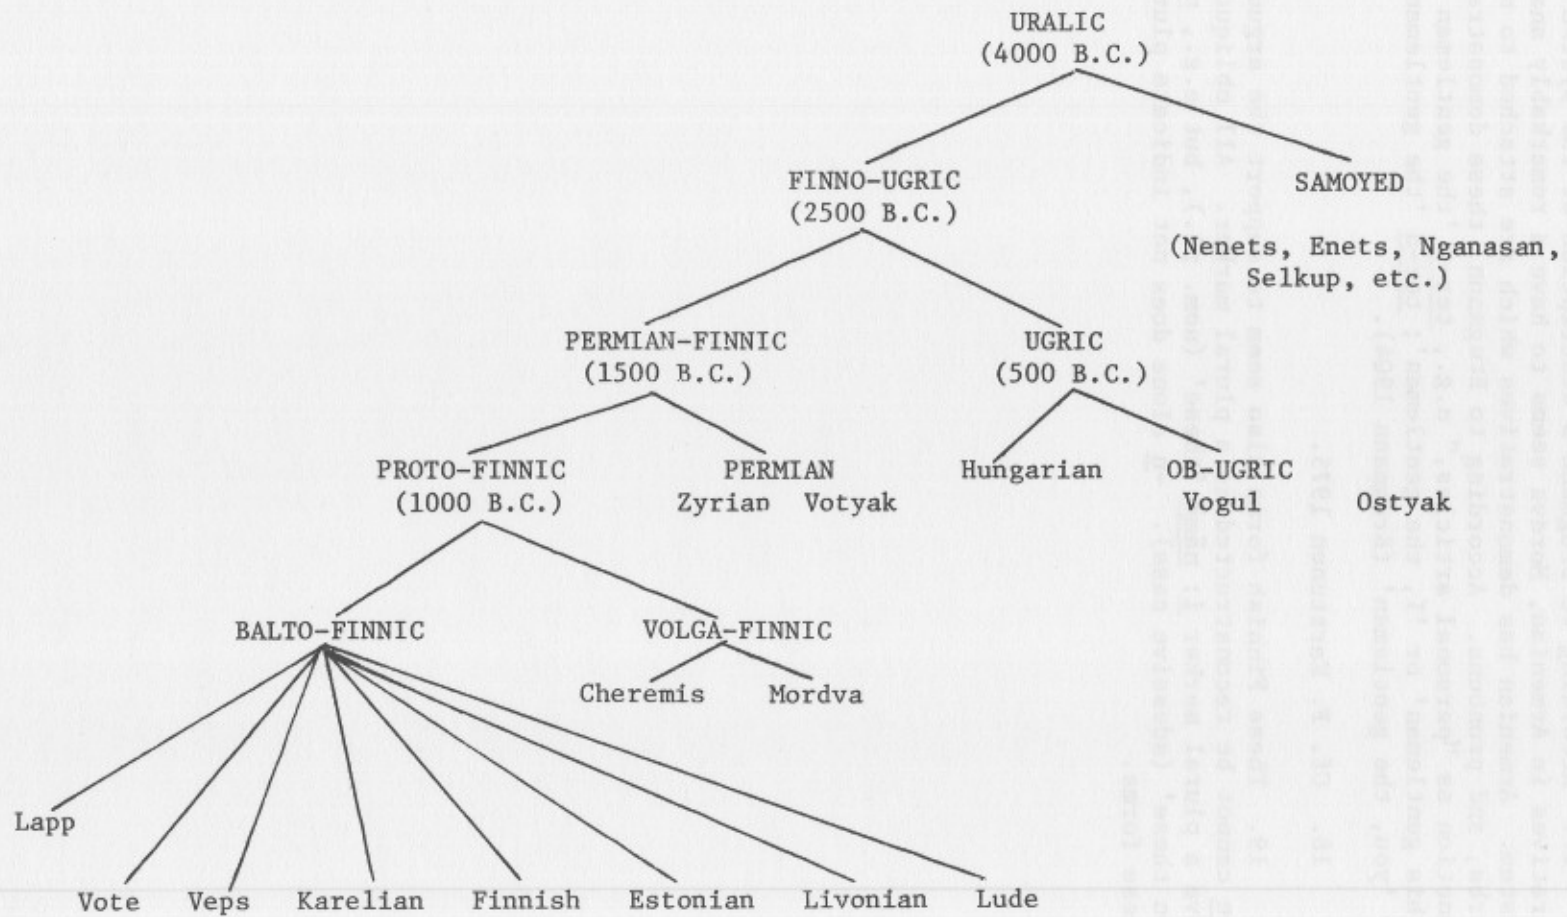 URALIC
(4000 B.C.)
FINNO-UGRIC
(2500 B.C.)
SAMOYED
(Nenets, Enets, Nganasan,
Selkup, etc.)
PERMIAN-FINNIC
(1500 B.C.)
UGRIC
(500 B.C.)
PROTO-FINNIC
(1000 B.C.)
PERMIAN
Zyrian Votyak
Hungarian
OB-UGRIC
Vogul Ostyak
BALTO-FINNIC
VOLGA-FINNIC
Cheremis Mordva
Lapp
Vote Veps Karelian Finnish Estonian Livonian Lude